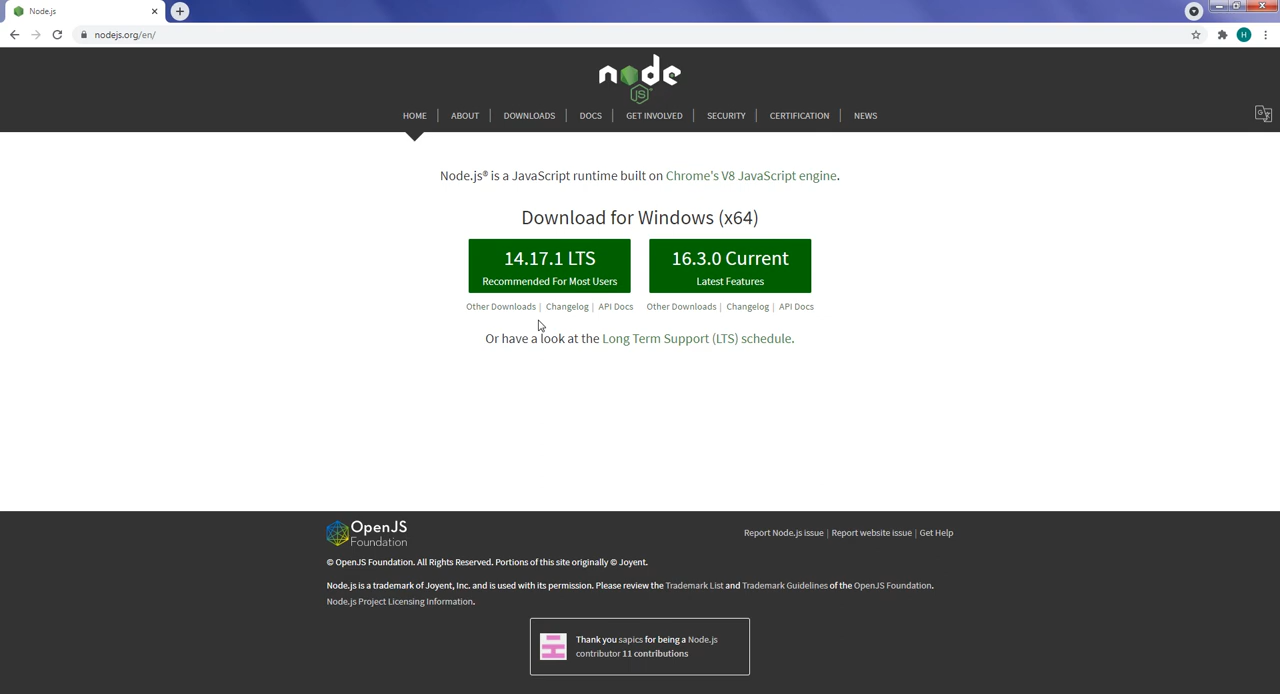 Node.js
nodejs.org/en/
H
node
JS
HOME
ABOUT
DOWNLOADS
DOCS
GET INVOLVED
SECURITY
CERTIFICATION
NEWS
Node.js® is a JavaScript runtime built on Chrome's V8 JavaScript engine.
Download for Windows (x64)
14.17.1 LTS
Recommended For Most Users
16.3.0 Current
Latest Features
Other Downloads | Changelog | API Docs
Other Downloads | Changelog | API Docs
Or have a look at the Long Term Support (LTS) schedule.
OpenJS
Foundation
Report Node.js issue | Report website issue | Get Help
© OpenJS Foundation. All Rights Reserved. Portions of this site originally © Joyent.
Node.js is a trademark of Joyent, Inc. and is used with its permission. Please review the Trademark List and Trademark Guidelines of the OpenJS Foundation.
Node.js Project Licensing Information.
Thank you sapics for being a Node.js
contributor 11 contributions